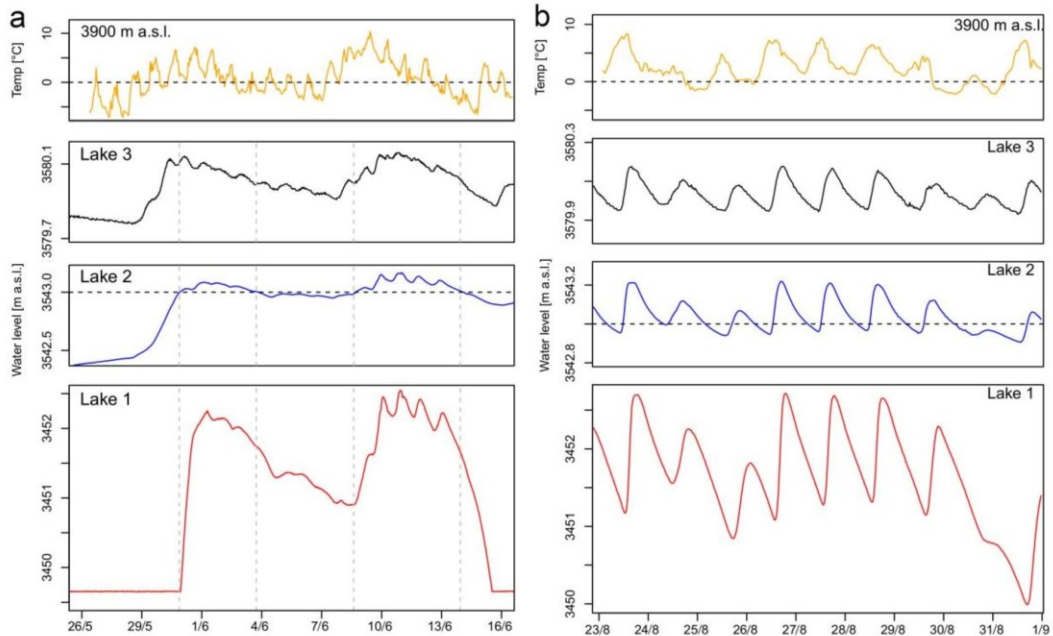 a
3900 m a.s.l.
Temp [°C]
10
0
Lake 3
3580.1
3579.7
Lake 2
Water level [m a.s.l.]
3543.0
3542.5
Lake 1
3452
3451
3450
26/5 29/5 1/6 4/6 7/6 10/6 13/6 16/6
b
3900 m a.s.l.
Temp [°C]
10
0
Lake 3
3580.3
3579.9
Lake 2
Water level [m a.s.l.]
3543.2
3542.8
Lake 1
3452
3451
3450
23/8 24/8 25/8 26/8 27/8 28/8 29/8 30/8 31/8 1/9